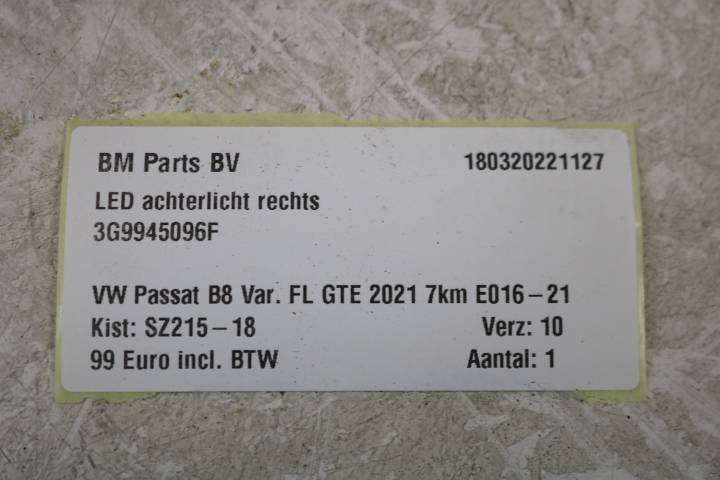 BM Parts BV 180320221127
LED achterlicht rechts
3G9945096F
VW Passat B8 Var. FL GTE 2021 7km E016-21
Kist: SZ215-18 Verz: 10
99 Euro incl. BTW Aantal: 1